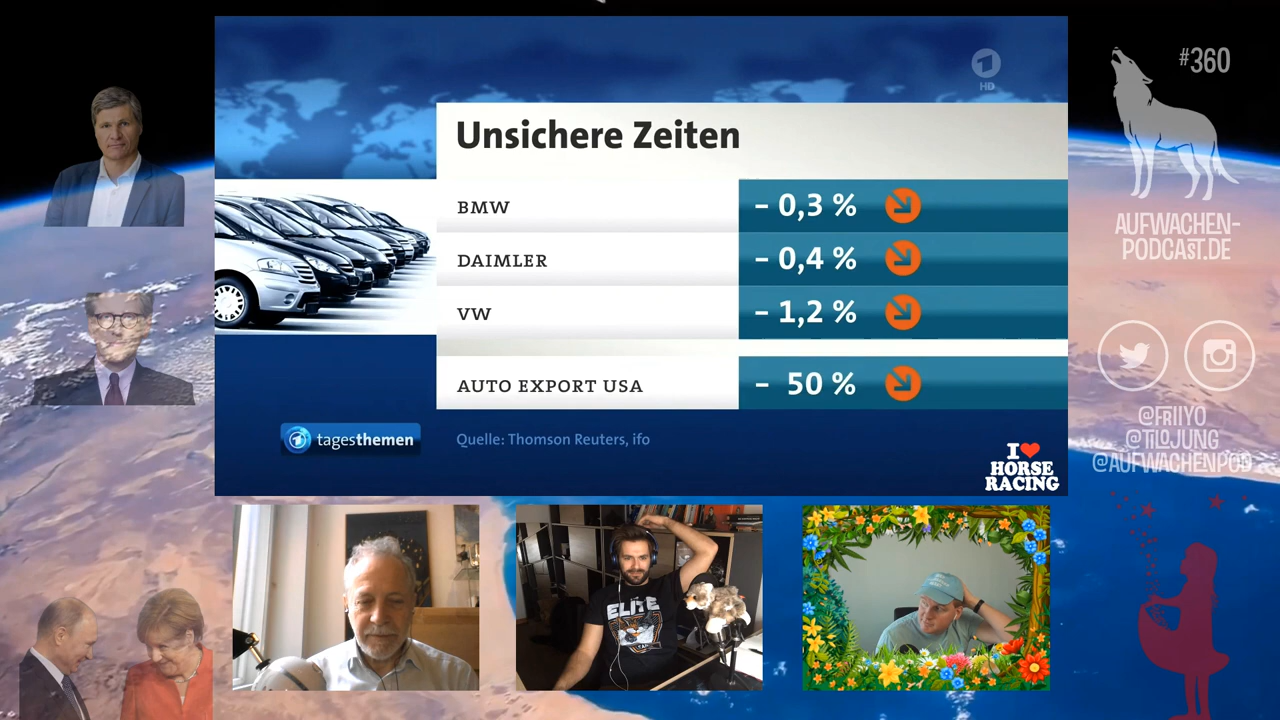 #360
HD
Unsichere Zeiten
BMW - 0,3 %
DAIMLER - 0,4 %
VW - 1,2 %
AUTO EXPORT USA - 50 %
tagesthemen
Quelle: Thomson Reuters, ifo
I ❤ HORSE RACING
AUFWACHEN-
PODCAST.DE
@FRIIYO
@TILOJUNG
@AUFWACHENPOD
ELITE